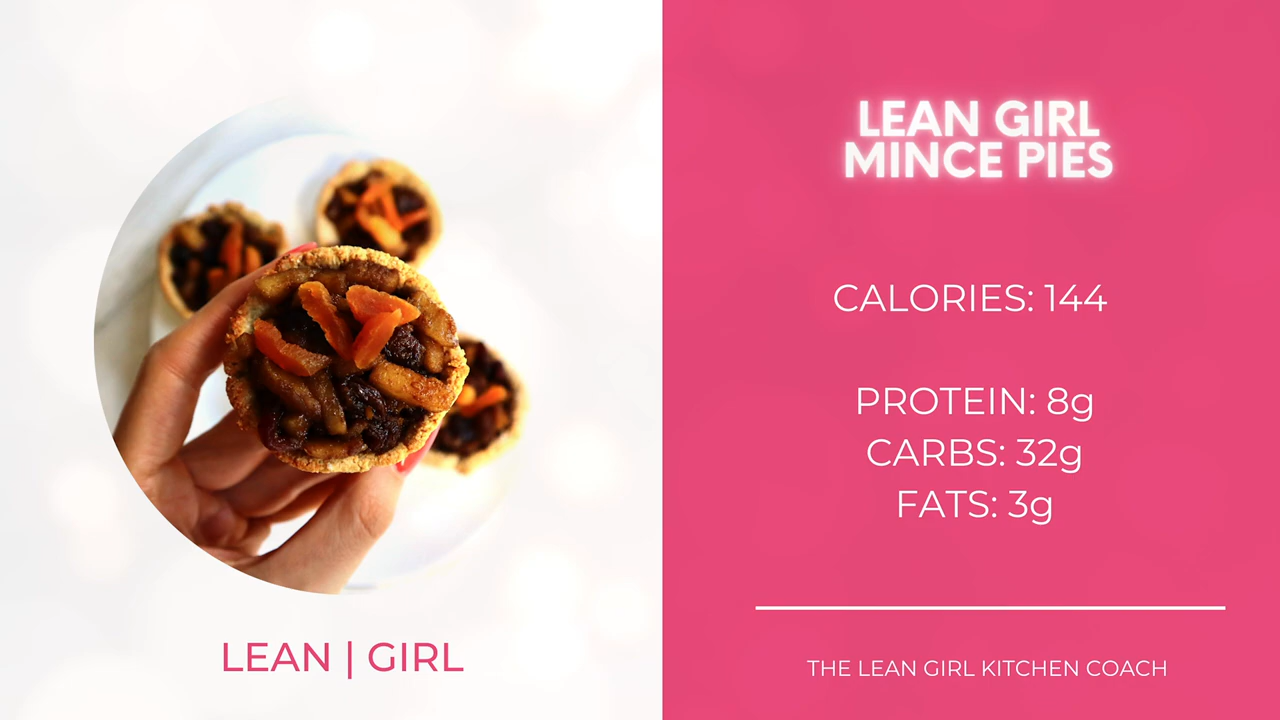 LEAN GIRL
MINCE PIES
CALORIES: 144
PROTEIN: 8g
CARBS: 32g
FATS: 3g
LEAN | GIRL
THE LEAN GIRL KITCHEN COACH